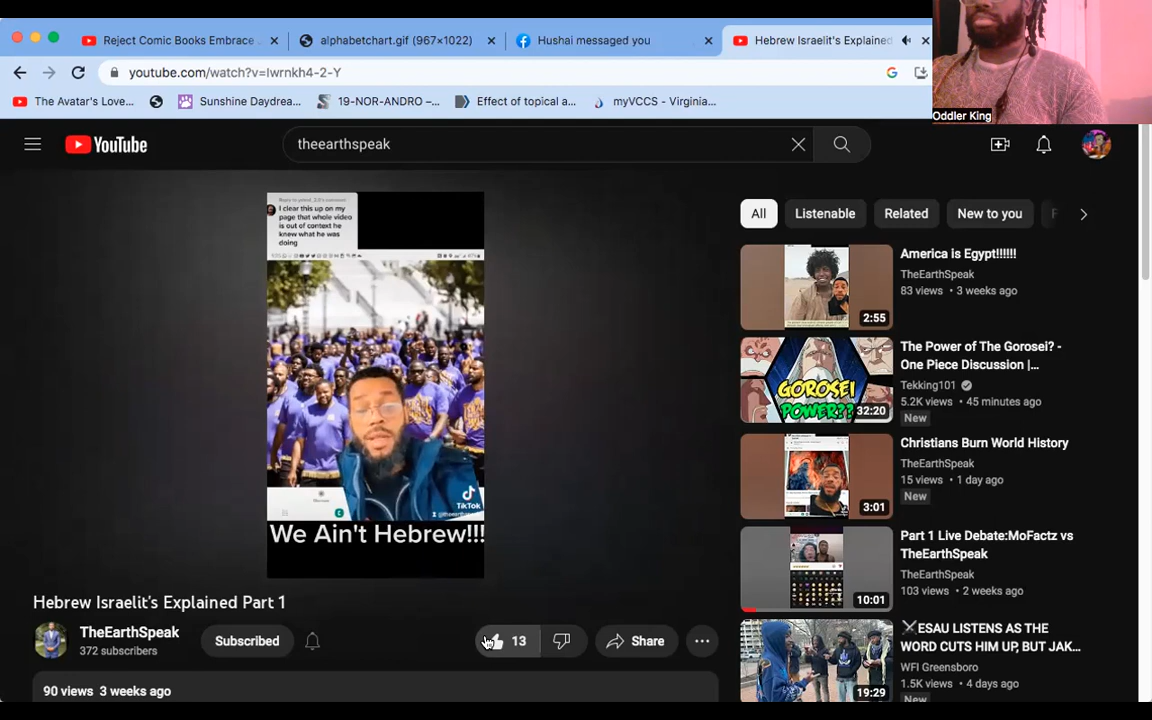 Reject Comic Books Embrace
alphabetchart.gif (967×1022)
Hushai messaged you
Hebrew Israelit's Explained
youtube.com/watch?v=Iwrnkh4-2-Y
The Avatar's Love...
Sunshine Daydrea...
19-NOR-ANDRO –...
Effect of topical a...
myVCCS - Virginia...
Oddler King
YouTube
theearthspeak
I clear this up on my
page that whole video
is out of context he
knew what he was
doing
TikTok
We Ain't Hebrew!!!
Hebrew Israelit's Explained Part 1
TheEarthSpeak
372 subscribers
Subscribed
13
Share
90 views 3 weeks ago
All
Listenable
Related
New to you
America is Egypt!!!!!!
TheEarthSpeak
83 views • 3 weeks ago
2:55
The Power of The Gorosei? -
One Piece Discussion |...
Tekking101
5.2K views • 45 minutes ago
New
GOROSEI
POWER??
32:20
Christians Burn World History
TheEarthSpeak
15 views • 1 day ago
New
3:01
Part 1 Live Debate:MoFactz vs
TheEarthSpeak
TheEarthSpeak
103 views • 2 weeks ago
10:01
⚔ESAU LISTENS AS THE
WORD CUTS HIM UP, BUT JAK...
WFI Greensboro
1.5K views • 4 days ago
New
19:29